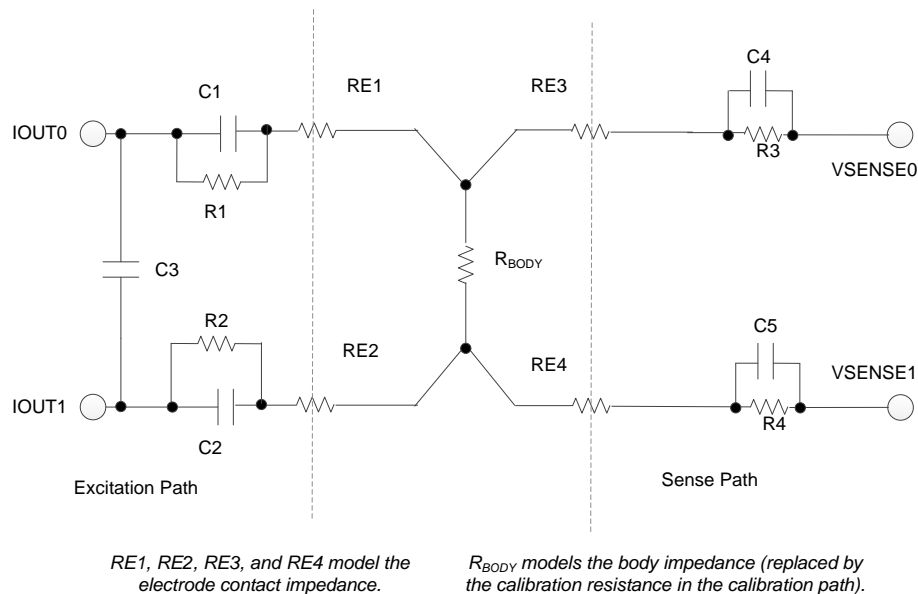 C1
RE1
RE3
C4
IOUT0
R1
R3
VSENSE0
C3
R_BODY
R2
RE2
RE4
C5
VSENSE1
IOUT1
C2
R4
Excitation Path
Sense Path
RE1, RE2, RE3, and RE4 model the
electrode contact impedance.
R_BODY models the body impedance (replaced by
the calibration resistance in the calibration path).